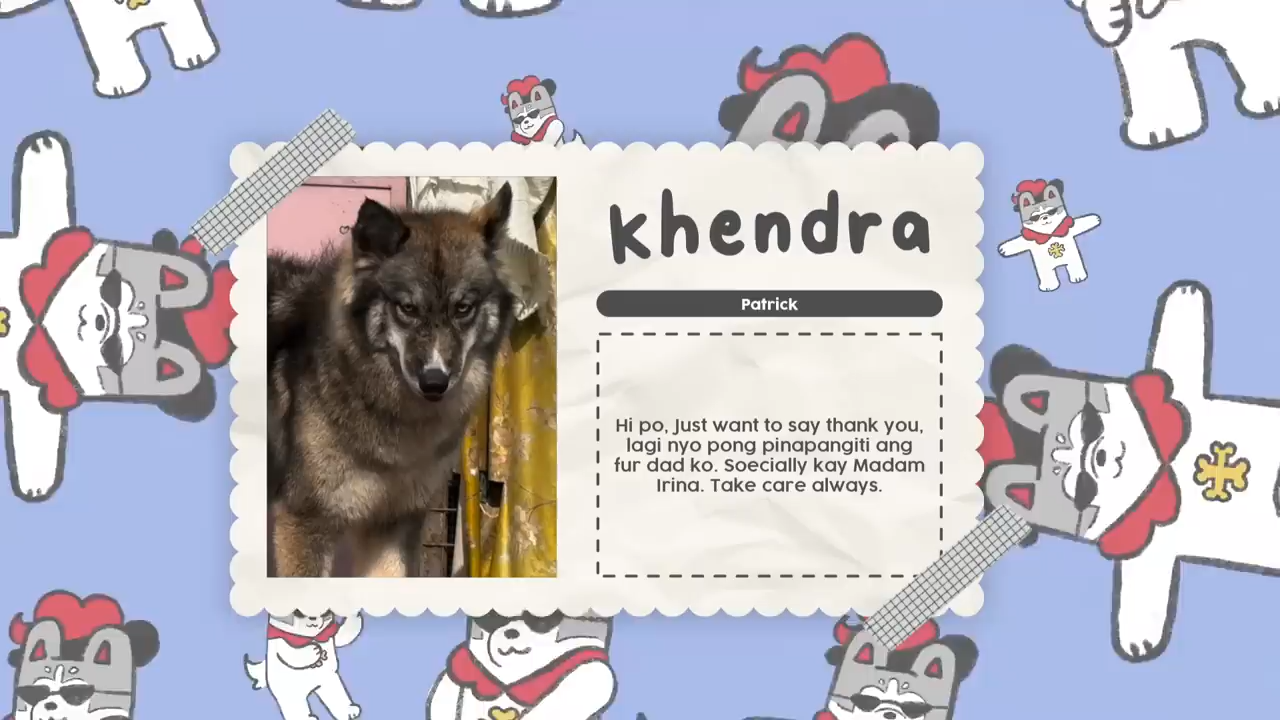 khendra
Patrick
Hi po, Just want to say thank you,
lagi nyo pong pinapangiti ang
fur dad ko. Soecially kay Madam
Irina. Take care always.